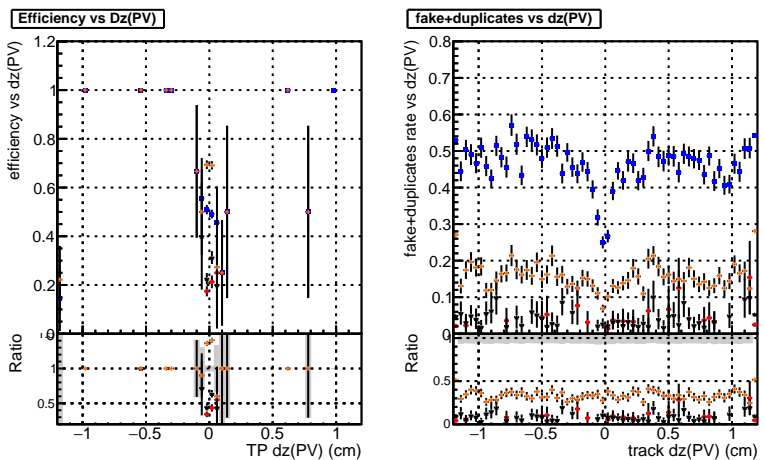 Efficiency vs Dz(PV)
efficiency vs dz(PV)
1.2
1
0.8
0.6
0.4
0.2
0
Ratio
1
0.5
−1 −0.5 0 0.5 1
TP dz(PV) (cm)
fake+duplicates vs dz(PV)
fake+duplicates rate vs dz(PV)
0.8
0.7
0.6
0.5
0.4
0.3
0.2
0.1
0
Ratio
0.5
0
−1 −0.5 0 0.5 1
track dz(PV) (cm)